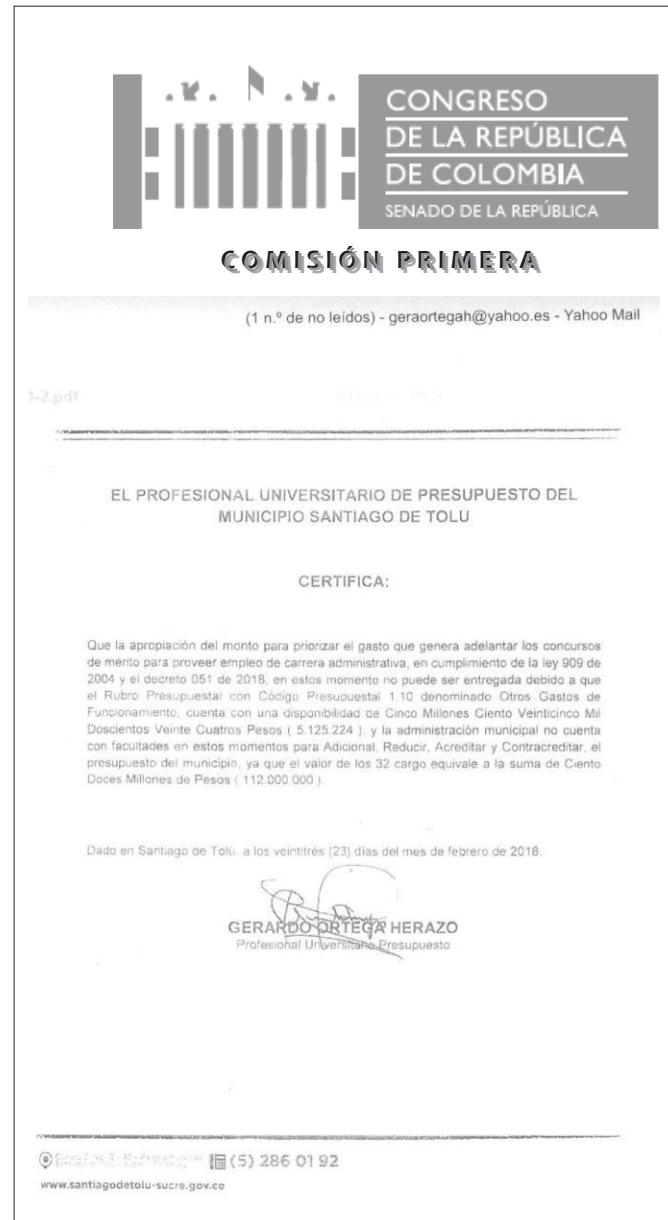 CONGRESO
DE LA REPÚBLICA
DE COLOMBIA
SENADO DE LA REPÚBLICA
COMISIÓN PRIMERA
(1 n.º de no leídos) - geraortegah@yahoo.es - Yahoo Mail
0-2.pdf
EL PROFESIONAL UNIVERSITARIO DE PRESUPUESTO DEL
MUNICIPIO SANTIAGO DE TOLU
CERTIFICA:
Que la apropiación del monto para priorizar el gasto que genera adelantar los concursos
de mérito para proveer empleo de carrera administrativa, en cumplimiento de la ley 909 de
2004 y el decreto 051 de 2018, en estos momento no puede ser entregada debido a que
el Rubro Presupuestal con Código Presupuestal 1.10 denominado Otros Gastos de
Funcionamiento, cuenta con una disponibilidad de Cinco Millones Ciento Veinticinco Mil
Doscientos Veinte Cuatros Pesos ( 5.125.224 ), y la administración municipal no cuenta
con facultades en estos momentos para Adicional, Reducir, Acreditar y Contracreditar, el
presupuesto del municipio, ya que el valor de los 32 cargo equivale a la suma de Ciento
Doces Millones de Pesos ( 112.000.000 ).
Dado en Santiago de Tolú a los veintitrés (23) días del mes de febrero de 2018.
GERARDO ORTEGA HERAZO
Profesional Universitario Presupuesto
(5) 286 01 92
www.santiagodetolu-sucre.gov.co